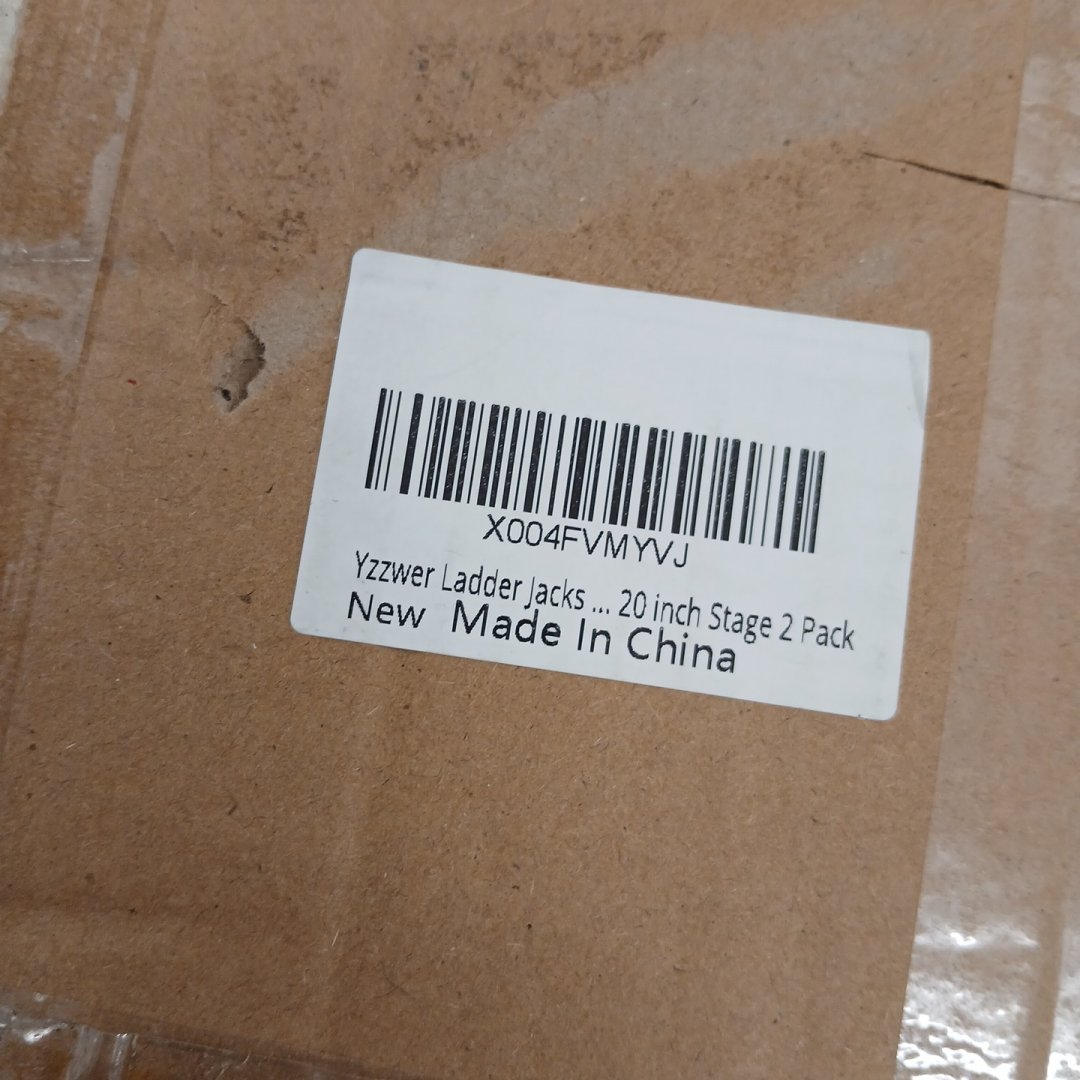 X004FVMYVJ
Yzzwer Ladder Jacks ... 20 inch Stage 2 Pack
New Made In China